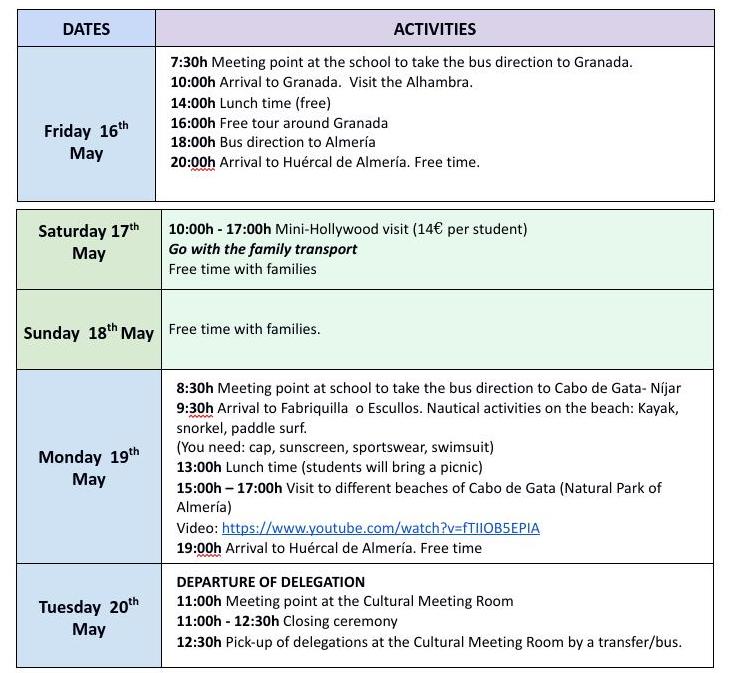 DATES
ACTIVITIES
Friday 16th
May
7:30h Meeting point at the school to take the bus direction to Granada.
10:00h Arrival to Granada.  Visit the Alhambra.
14:00h Lunch time (free)
16:00h Free tour around Granada
18:00h Bus direction to Almería
20:00h Arrival to Huércal de Almería. Free time.
Saturday 17th
May
10:00h - 17:00h Mini-Hollywood visit (14€ per student)
Go with the family transport
Free time with families
Sunday 18th May
Free time with families.
Monday 19th
May
8:30h Meeting point at school to take the bus direction to Cabo de Gata- Níjar
9:30h Arrival to Fabriquilla  o Escullos. Nautical activities on the beach: Kayak,
snorkel, paddle surf.
(You need: cap, sunscreen, sportswear, swimsuit)
13:00h Lunch time (students will bring a picnic)
15:00h – 17:00h Visit to different beaches of Cabo de Gata (Natural Park of
Almería)
Video: https://www.youtube.com/watch?v=fTIIOB5EPIA
19:00h Arrival to Huércal de Almería. Free time
Tuesday 20th
May
DEPARTURE OF DELEGATION
11:00h Meeting point at the Cultural Meeting Room
11:00h - 12:30h Closing ceremony
12:30h Pick-up of delegations at the Cultural Meeting Room by a transfer/bus.